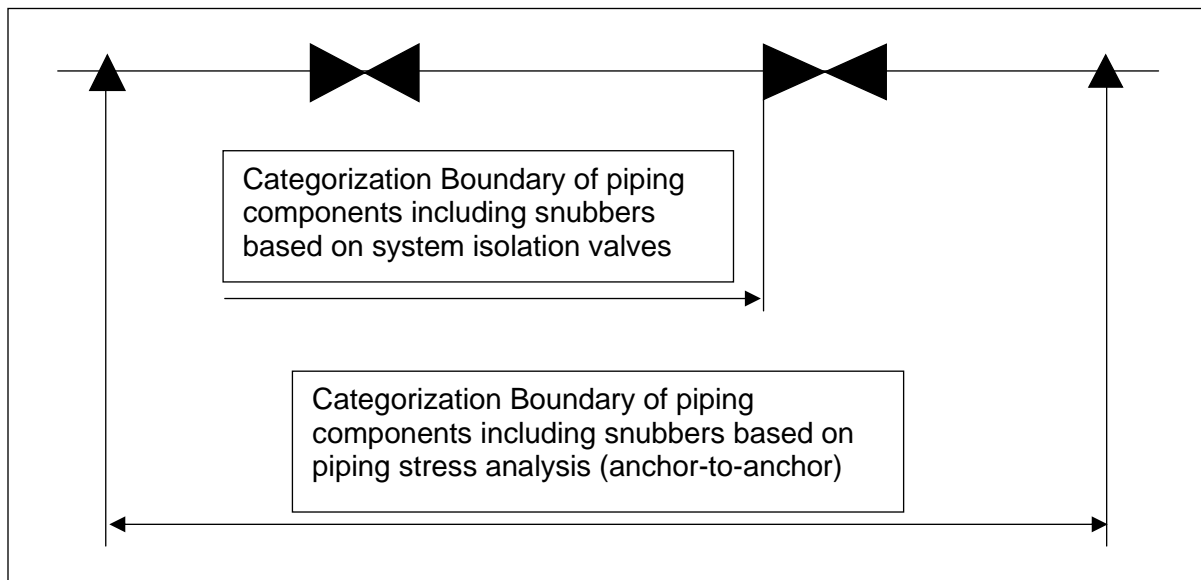 Categorization Boundary of piping
components including snubbers
based on system isolation valves
Categorization Boundary of piping
components including snubbers based on
piping stress analysis (anchor-to-anchor)